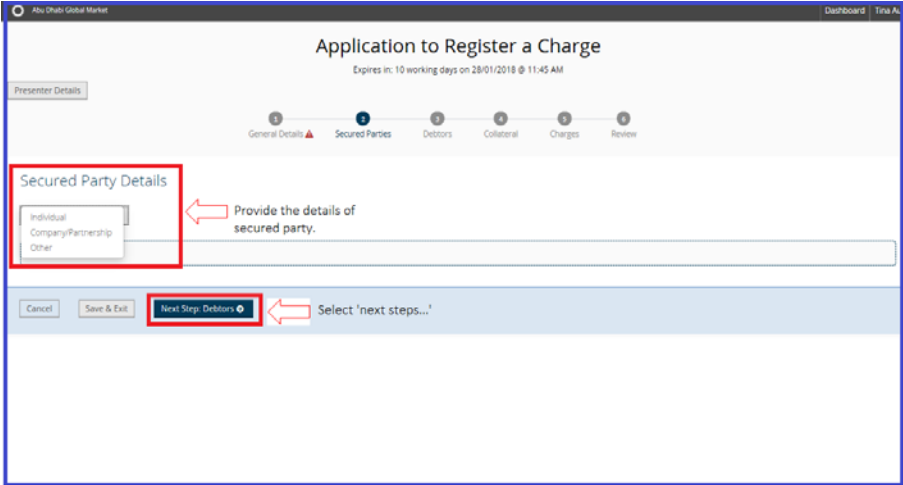 Abu Dhabi Global Market
Dashboard
Tina Au
Application to Register a Charge
Expires in: 10 working days on 28/01/2018 @ 11:45 AM
Presenter Details
1 2 3 4 5 6
General Details Secured Parties Debtors Collateral Charges Review
Secured Party Details
Individual
Company/Partnership
Other
Provide the details of
secured party.
Cancel
Save & Exit
Next Step: Debtors
Select 'next steps...'